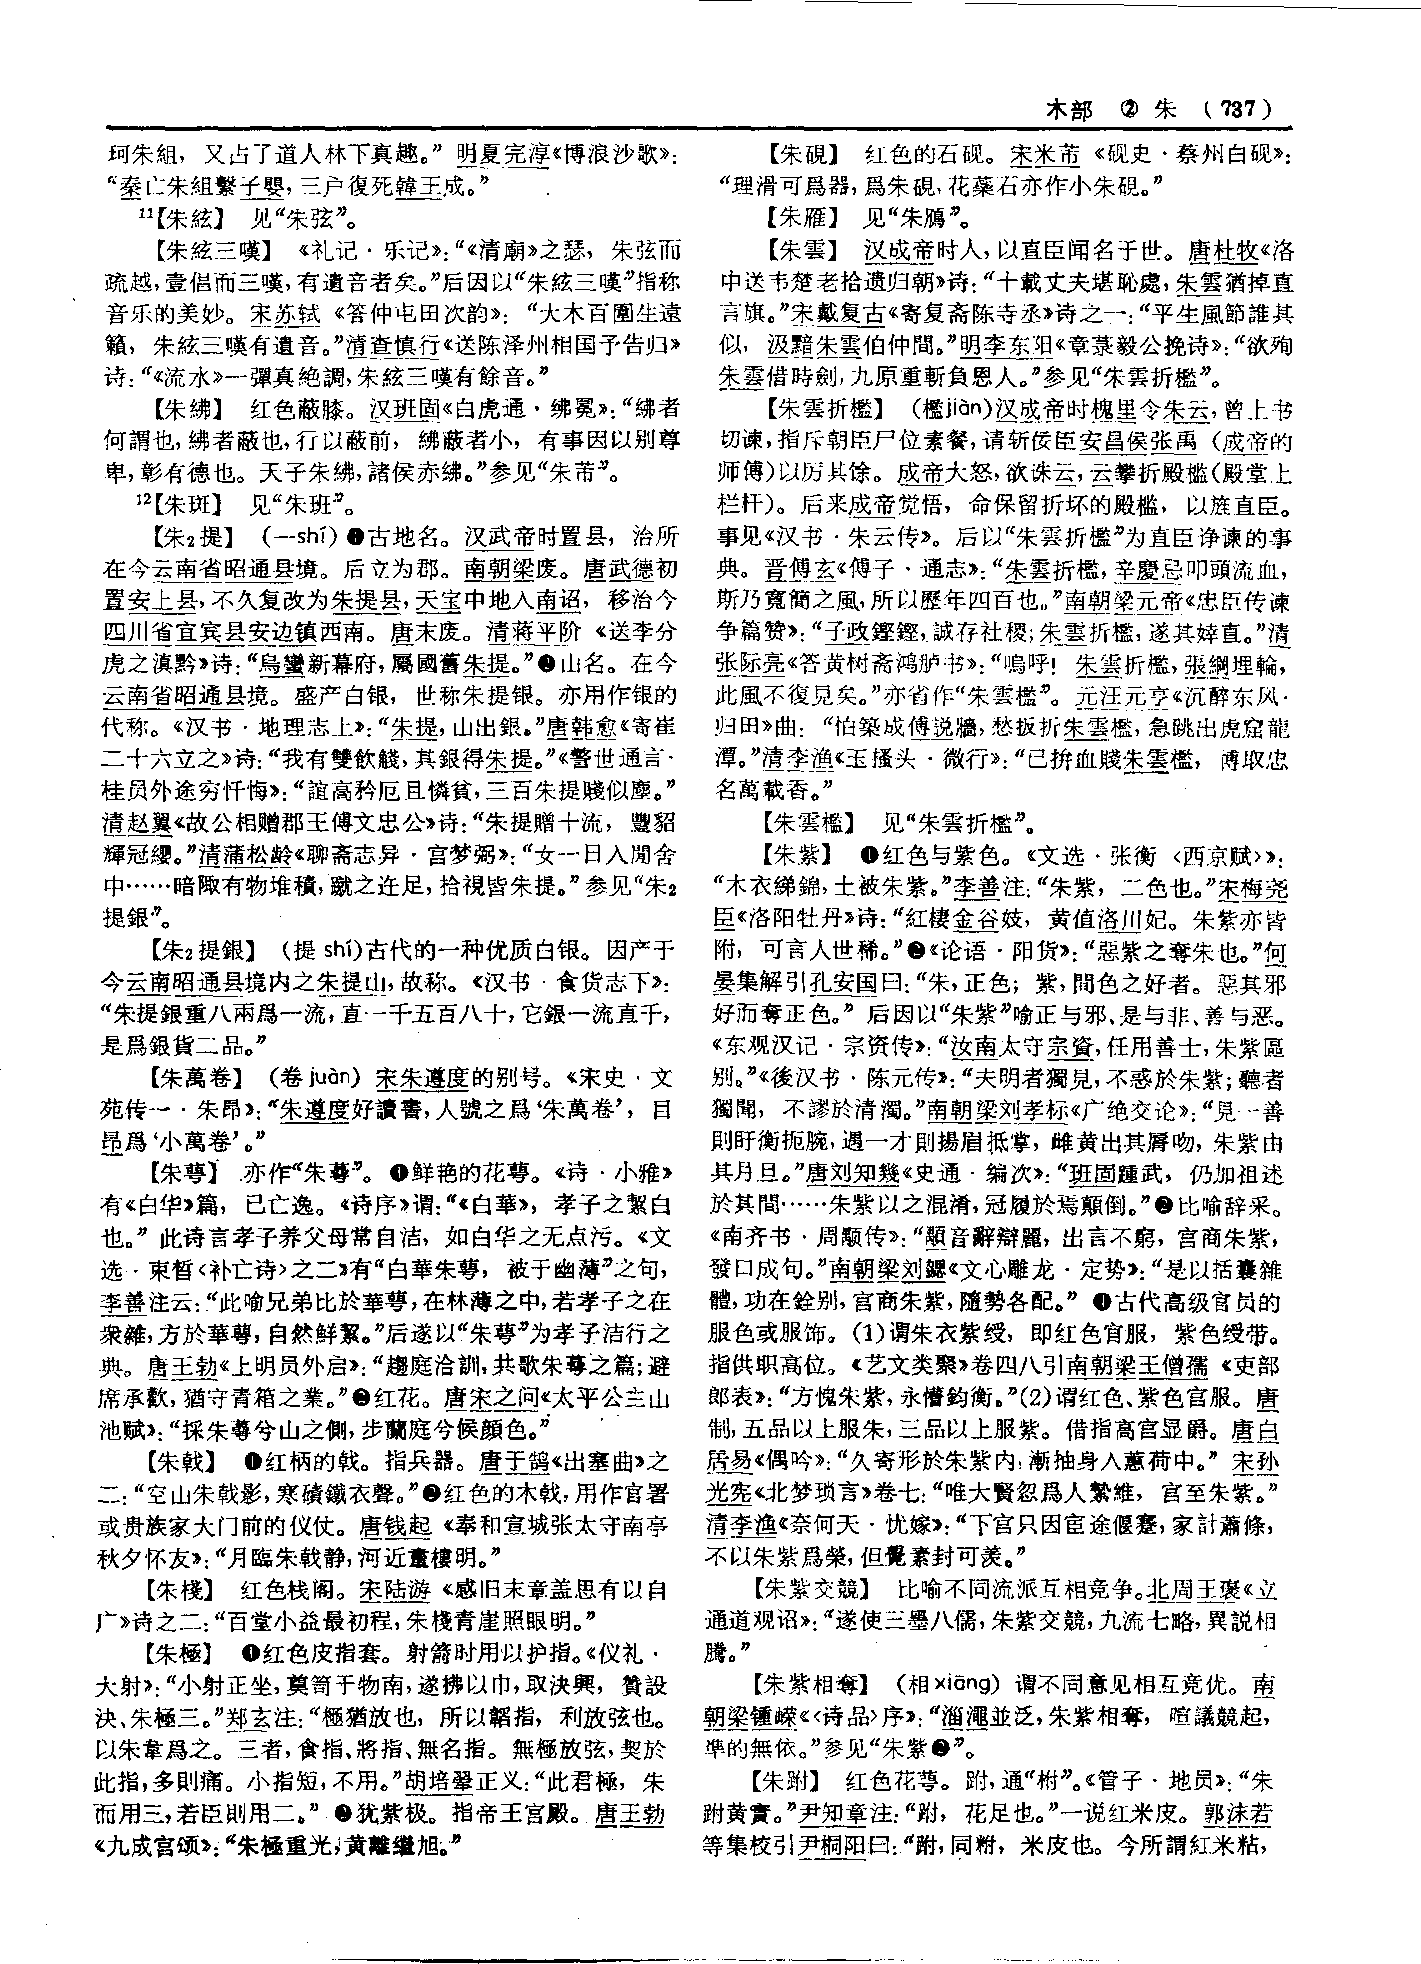 木部 ② 朱 (737)
珂朱組，又占了道人林下真趣。”明夏完淳《博浪沙歌》：
“秦亡朱組繫子嬰，三户復死韓王成。”
11【朱絃】 见“朱弦”。
【朱絃三嘆】 《礼记·乐记》：“《清廟》之瑟，朱弦而
疏越，壹倡而三嘆，有遺音者矣。”后因以“朱絃三嘆”指称
音乐的美妙。宋苏轼《答仲屯田次韵》：“大木百圍生遠
籟，朱絃三嘆有遺音。”清查慎行《送陈泽州相国予告归》
诗：“《流水》一彈真絶調，朱絃三嘆有餘音。”
【朱紼】 红色蔽膝。汉班固《白虎通·绋冕》：“紼者
何謂也，紼者蔽也，行以蔽前，紼蔽者小，有事因以别尊
卑，彰有德也。天子朱紼，諸侯赤紼。”参见“朱芾”。
12【朱斑】 见“朱班”。
【朱₂提】 （—shí）❶古地名。汉武帝时置县，治所
在今云南省昭通县境。后立为郡。南朝梁废。唐武德初
置安上县，不久复改为朱提县，天宝中地入南诏，移治今
四川省宜宾县安边镇西南。唐末废。清蒋平阶《送李分
虎之滇黔》诗：“烏蠻新幕府，屬國舊朱提。”❷山名。在今
云南省昭通县境。盛产白银，世称朱提银。亦用作银的
代称。《汉书·地理志上》：“朱提，山出銀。”唐韩愈《寄崔
二十六立之》诗：“我有雙飲醆，其銀得朱提。”《警世通言·
桂员外途穷忏悔》：“誼高矜厄且憐貧，三百朱提賤似塵。”
清赵翼《故公相赠郡王傅文忠公》诗：“朱提贈十流，豐貂
輝冠纓。”清蒲松龄《聊斋志异·宫梦弼》：“女一日入閒舍
中……暗陬有物堆積，蹴之迕足，拾視皆朱提。”参见“朱₂
提銀”。
【朱₂提銀】 （提 shí）古代的一种优质白银。因产于
今云南昭通县境内之朱提山，故称。《汉书·食货志下》：
“朱提銀重八兩爲一流，直一千五百八十，它銀一流直千，
是爲銀貨二品。”
【朱萬卷】 （卷juàn）宋朱遵度的别号。《宋史·文
苑传一·朱昂》：“朱遵度好讀書，人號之爲‘朱萬卷’，目
昂爲‘小萬卷’。”
【朱萼】 亦作“朱蕚”。❶鲜艳的花萼。《诗·小雅》
有《白华》篇，已亡逸。《诗序》谓：“《白華》，孝子之絜白
也。”此诗言孝子养父母常自洁，如白华之无点污。《文
选·束皙〈补亡诗〉之二》有“白華朱萼，被于幽薄”之句，
李善注云：“此喻兄弟比於華萼，在林薄之中，若孝子之在
衆雜，方於華萼，自然鮮絜。”后遂以“朱萼”为孝子洁行之
典。唐王勃《上明员外启》：“趨庭洽訓，共歌朱蕚之篇；避
席承歡，猶守青箱之業。”❷红花。唐宋之问《太平公主山
池赋》：“採朱蕚兮山之側，步蘭庭兮候顔色。”
【朱戟】 ❶红柄的戟。指兵器。唐于鹄《出塞曲》之
二：“空山朱戟影，寒磧鐵衣聲。”❷红色的木戟，用作官署
或贵族家大门前的仪仗。唐钱起《奉和宣城张太守南亭
秋夕怀友》：“月臨朱戟静，河近畫樓明。”
【朱棧】 红色栈阁。宋陆游《感旧末章盖思有以自
广》诗之二：“百堂小益最初程，朱棧青崖照眼明。”
【朱極】 ❶红色皮指套。射箭时用以护指。《仪礼·
大射》：“小射正坐，奠笥于物南，遂拂以巾，取決興，贊設
決、朱極三。”郑玄注：“極猶放也，所以韜指，利放弦也。
以朱韋爲之。三者，食指、將指、無名指。無極放弦，契於
此指，多則痛。小指短，不用。”胡培翬正义：“此君極，朱
而用三，若臣則用二。”❷犹紫极。指帝王宫殿。唐王勃
《九成宫颂》：“朱極重光，黄離繼旭。”
【朱硯】 红色的石砚。宋米芾《砚史·蔡州白砚》：
“理滑可爲器，爲朱硯，花蘂石亦作小朱硯。”
【朱雁】 见“朱鴈”。
【朱雲】 汉成帝时人，以直臣闻名于世。唐杜牧《洛
中送韦楚老拾遗归朝》诗：“十載丈夫堪恥處，朱雲猶掉直
言旗。”宋戴复古《寄复斋陈寺丞》诗之一：“平生風節誰其
似，汲黯朱雲伯仲間。”明李东阳《章恭毅公挽诗》：“欲殉
朱雲借時劍，九原重斬負恩人。”参见“朱雲折檻”。
【朱雲折檻】 （檻jiàn）汉成帝时槐里令朱云，曾上书
切谏，指斥朝臣尸位素餐，请斩佞臣安昌侯张禹（成帝的
师傅）以厉其馀。成帝大怒，欲诛云，云攀折殿槛（殿堂上
栏杆）。后来成帝觉悟，命保留折坏的殿槛，以旌直臣。
事见《汉书·朱云传》。后以“朱雲折檻”为直臣诤谏的事
典。晋傅玄《傅子·通志》：“朱雲折檻，辛慶忌叩頭流血，
斯乃寬簡之風，所以歷年四百也。”南朝梁元帝《忠臣传谏
争篇赞》：“子政鏗鏗，誠存社稷；朱雲折檻，遂其婞直。”清
张际亮《答黄树斋鸿胪书》：“嗚呼！朱雲折檻，張綱埋輪，
此風不復見矣。”亦省作“朱雲檻”。元汪元亨《沉醉东风·
归田》曲：“怕築成傅説牆，愁扳折朱雲檻，急跳出虎窟龍
潭。”清李渔《玉搔头·微行》：“已拚血賤朱雲檻，博取忠
名萬載香。”
【朱雲檻】 见“朱雲折檻”。
【朱紫】 ❶红色与紫色。《文选·张衡〈西京赋〉》：
“木衣綈錦，土被朱紫。”李善注：“朱紫，二色也。”宋梅尧
臣《洛阳牡丹》诗：“紅棲金谷妓，黄值洛川妃。朱紫亦皆
附，可言人世稀。”❷《论语·阳货》：“惡紫之奪朱也。”何
晏集解引孔安国曰：“朱，正色；紫，間色之好者。惡其邪
好而奪正色。”后因以“朱紫”喻正与邪、是与非、善与恶。
《东观汉记·宗资传》：“汝南太守宗資，任用善士，朱紫區
别。”《後汉书·陈元传》：“夫明者獨見，不惑於朱紫；聽者
獨聞，不謬於清濁。”南朝梁刘孝标《广绝交论》：“見一善
則盱衡扼腕，遇一才則揚眉抵掌，雌黄出其脣吻，朱紫由
其月旦。”唐刘知幾《史通·编次》：“班固踵武，仍加祖述
於其間……朱紫以之混淆，冠履於焉顛倒。”❸比喻辞采。
《南齐书·周颙传》：“顒音辭辯麗，出言不窮，宫商朱紫，
發口成句。”南朝梁刘勰《文心雕龙·定势》：“是以括囊雜
體，功在銓别，宫商朱紫，隨勢各配。”❹古代高级官员的
服色或服饰。(1)谓朱衣紫绶，即红色官服，紫色绶带。
指供职高位。《艺文类聚》卷四八引南朝梁王僧孺《吏部
郎表》：“方愧朱紫，永慚鈞衡。”(2)谓红色、紫色官服。唐
制，五品以上服朱，三品以上服紫。借指高官显爵。唐白
居易《偶吟》：“久寄形於朱紫内，漸抽身入蕙荷中。”宋孙
光宪《北梦琐言》卷七：“唯大賢忽爲人縶維，官至朱紫。”
清李渔《奈何天·忧嫁》：“下官只因宦途偃蹇，家計蕭條，
不以朱紫爲榮，但覺素封可羨。”
【朱紫交競】 比喻不同流派互相竞争。北周王褒《立
通道观诏》：“遂使三墨八儒，朱紫交競，九流七略，異説相
騰。”
【朱紫相奪】 （相xiāng）谓不同意见相互竞优。南
朝梁锺嵘《〈诗品〉序》：“淄澠並泛，朱紫相奪，喧議競起，
準的無依。”参见“朱紫❷”。
【朱跗】 红色花萼。跗，通“柎”。《管子·地员》：“朱
跗黄實。”尹知章注：“跗，花足也。”一说红米皮。郭沫若
等集校引尹桐阳曰：“跗，同粰，米皮也。今所謂紅米粘，